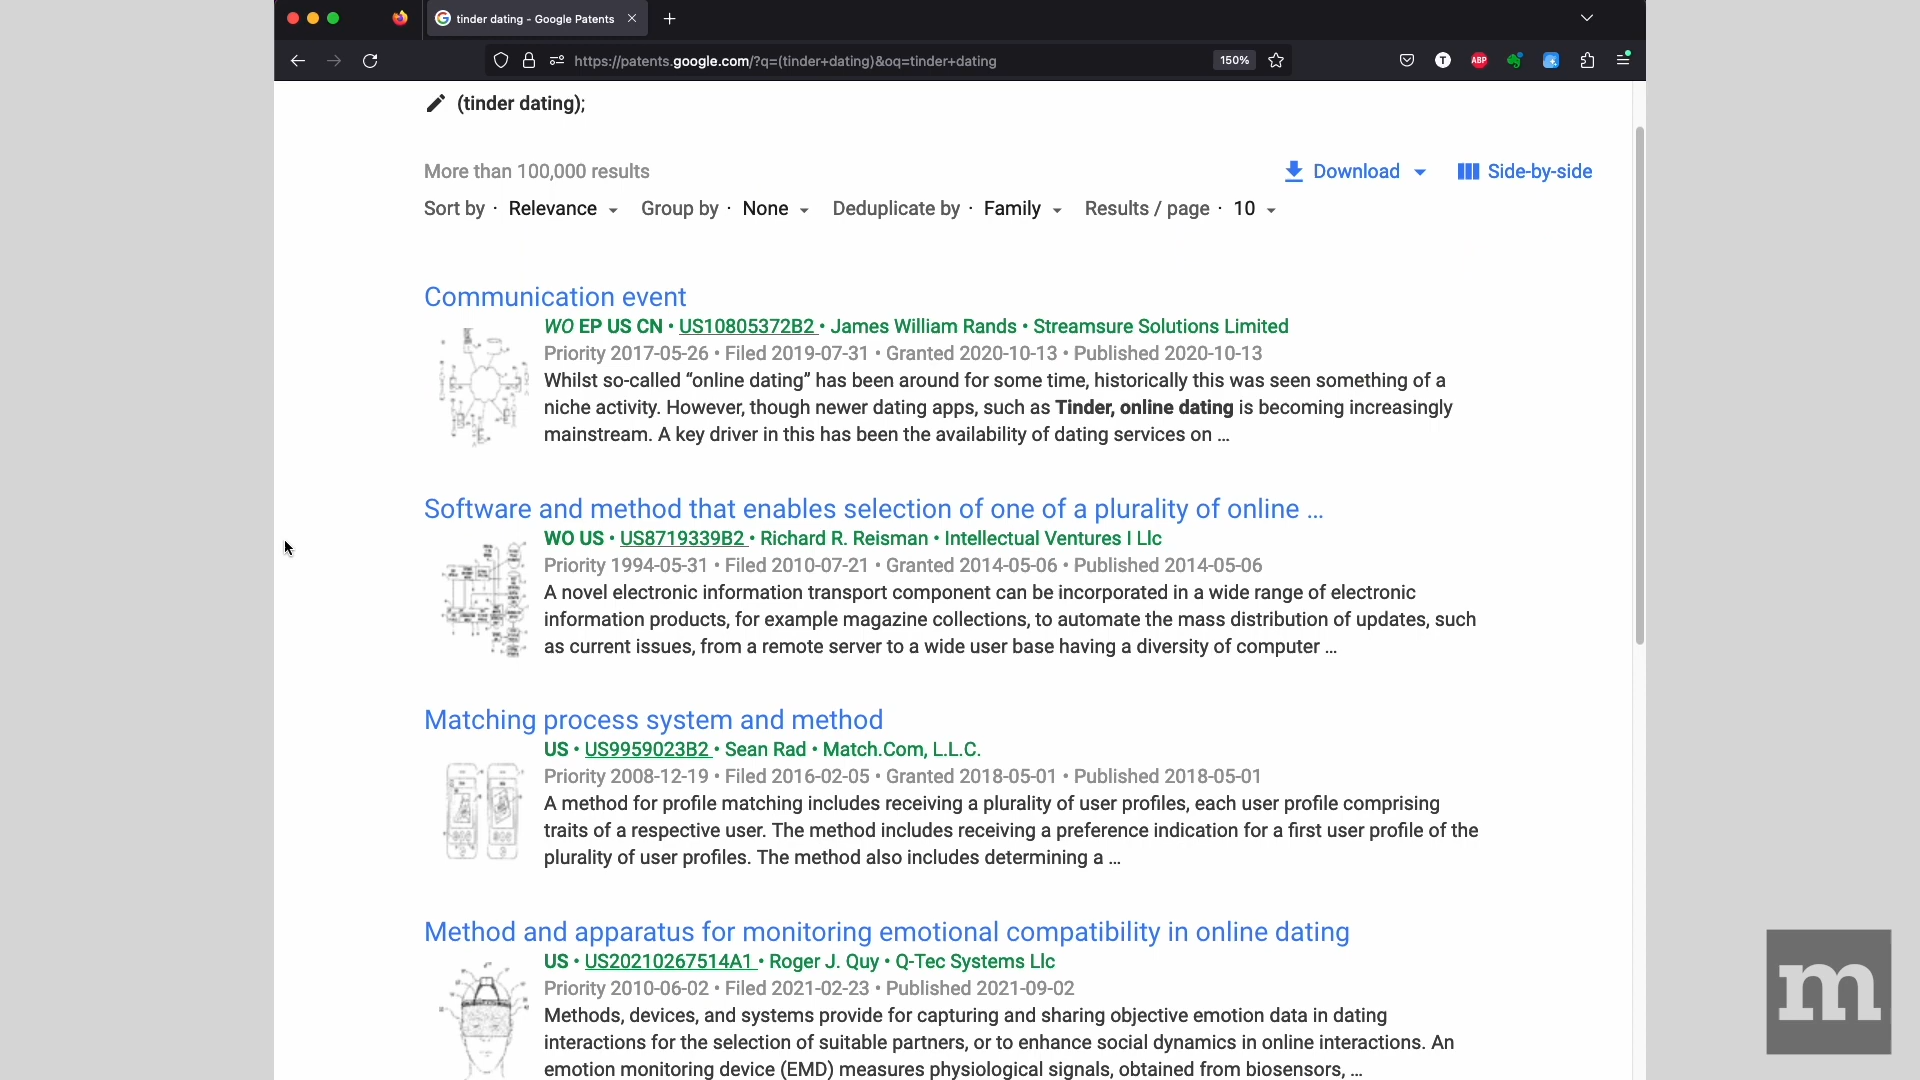 tinder dating - Google Patents
https://patents.google.com/?q=(tinder+dating)&oq=tinder+dating
150%
T
ABP
(tinder dating);
More than 100,000 results
Download
Side-by-side
Sort by · Relevance Group by · None Deduplicate by · Family Results / page · 10
Communication event
WO EP US CN • US10805372B2 • James William Rands • Streamsure Solutions Limited
Priority 2017-05-26 • Filed 2019-07-31 • Granted 2020-10-13 • Published 2020-10-13
Whilst so-called “online dating” has been around for some time, historically this was seen something of a
niche activity. However, though newer dating apps, such as Tinder, online dating is becoming increasingly
mainstream. A key driver in this has been the availability of dating services on …
Software and method that enables selection of one of a plurality of online …
WO US • US8719339B2 • Richard R. Reisman • Intellectual Ventures I Llc
Priority 1994-05-31 • Filed 2010-07-21 • Granted 2014-05-06 • Published 2014-05-06
A novel electronic information transport component can be incorporated in a wide range of electronic
information products, for example magazine collections, to automate the mass distribution of updates, such
as current issues, from a remote server to a wide user base having a diversity of computer …
Matching process system and method
US • US9959023B2 • Sean Rad • Match.Com, L.L.C.
Priority 2008-12-19 • Filed 2016-02-05 • Granted 2018-05-01 • Published 2018-05-01
A method for profile matching includes receiving a plurality of user profiles, each user profile comprising
traits of a respective user. The method includes receiving a preference indication for a first user profile of the
plurality of user profiles. The method also includes determining a …
Method and apparatus for monitoring emotional compatibility in online dating
US • US20210267514A1 • Roger J. Quy • Q-Tec Systems Llc
Priority 2010-06-02 • Filed 2021-02-23 • Published 2021-09-02
Methods, devices, and systems provide for capturing and sharing objective emotion data in dating
interactions for the selection of suitable partners, or to enhance social dynamics in online interactions. An
emotion monitoring device (EMD) measures physiological signals, obtained from biosensors, …
m